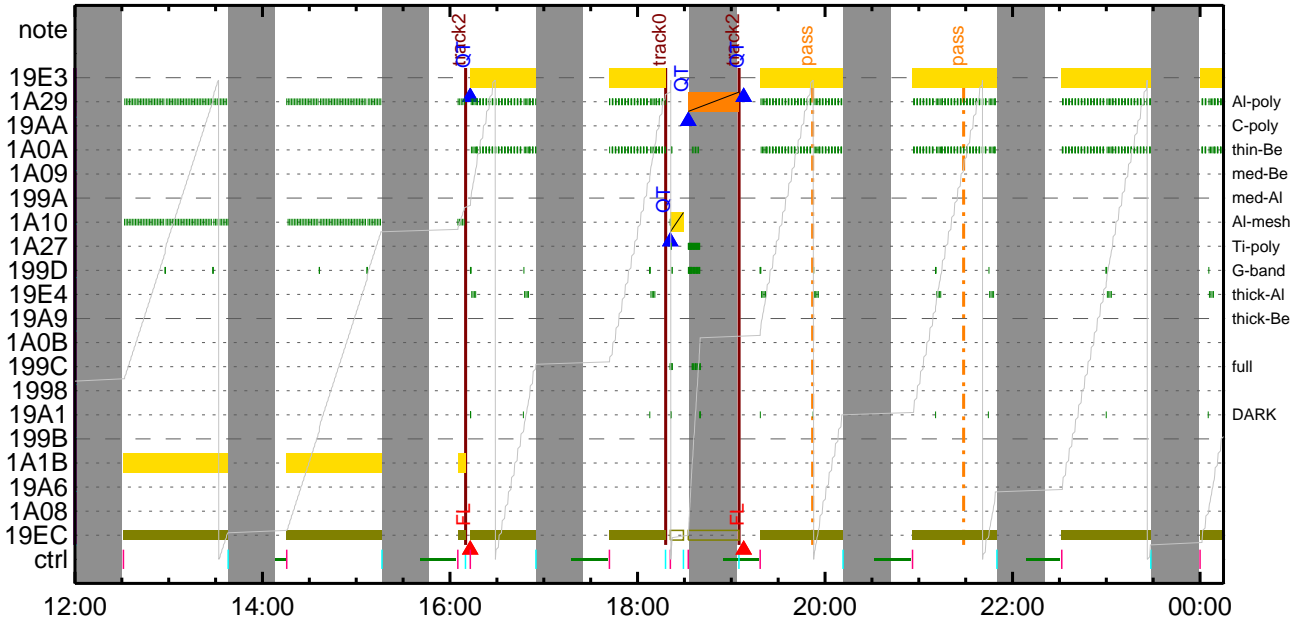 note
track2
QT
track0
QT
track2
QT
pass
pass
19E3
1A29 Al-poly
19AA C-poly
1A0A thin-Be
1A09 med-Be
199A med-Al
QT
1A10 Al-mesh
1A27 Ti-poly
199D G-band
19E4 thick-Al
19A9 thick-Be
1A0B
199C full
1998
19A1 DARK
199B
1A1B
19A6
1A08
FL
FL
19EC
ctrl
12:00 14:00 16:00 18:00 20:00 22:00 00:00